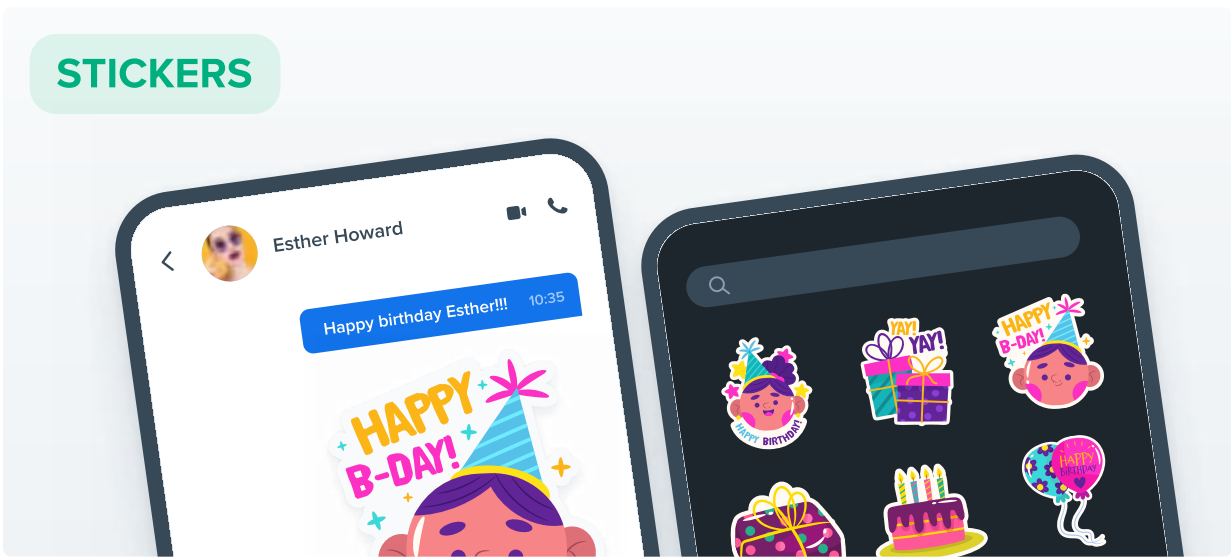 STICKERS
Esther Howard
Happy birthday Esther!!! 10:35
HAPPY
B-DAY!
YAY!
YAY!
HAPPY
B-DAY!
HAPPY BIRTHDAY!
HAPPY
BIRTHDAY